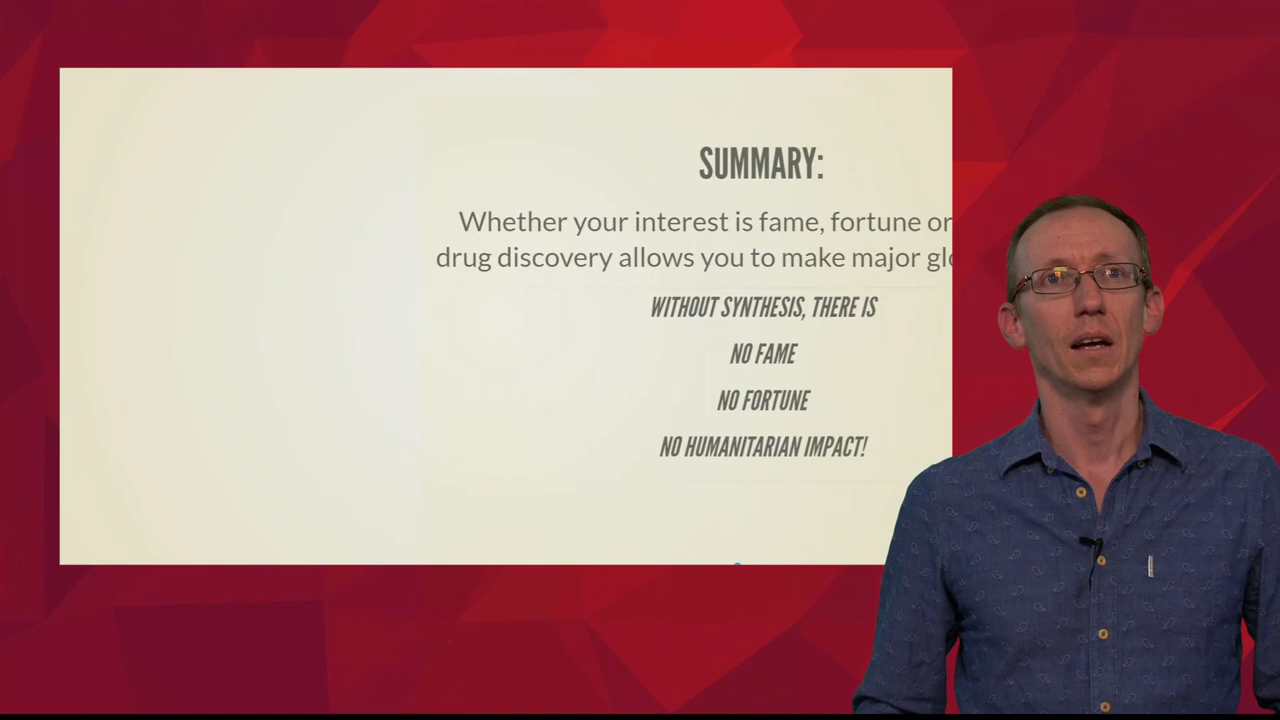 SUMMARY:
Whether your interest is fame, fortune or
drug discovery allows you to make major
WITHOUT SYNTHESIS, THERE IS
NO FAME
NO FORTUNE
NO HUMANITARIAN IMPACT!